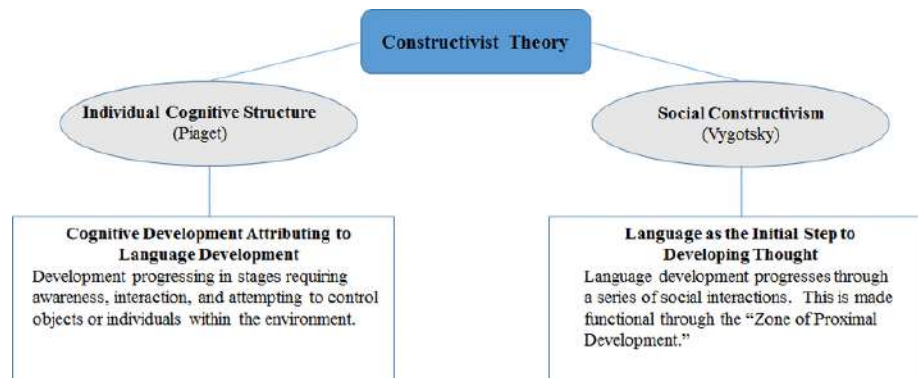 Constructivist Theory
Individual Cognitive Structure
(Piaget)
Social Constructivism
(Vygotsky)
Cognitive Development Attributing to
Language Development
Development progressing in stages requiring
awareness, interaction, and attempting to control
objects or individuals within the environment.
Language as the Initial Step to
Developing Thought
Language development progresses through
a series of social interactions. This is made
functional through the “Zone of Proximal
Development.”